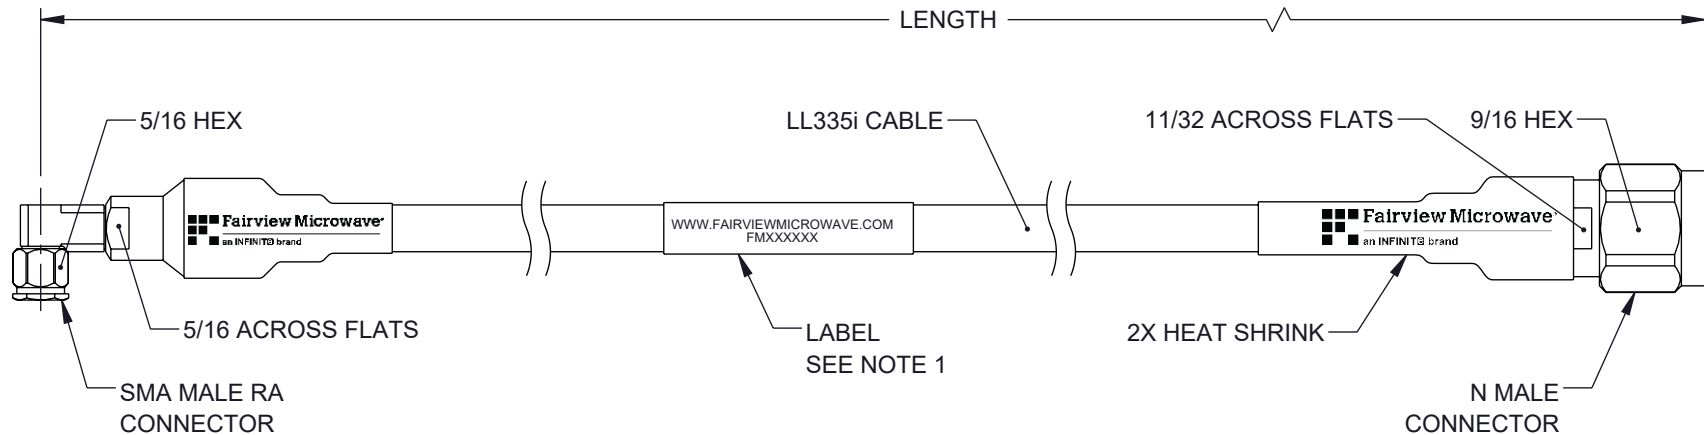 LENGTH
5/16 HEX
LL335i CABLE
11/32 ACROSS FLATS
9/16 HEX
Fairview Microwave
an INFINIT® brand
WWW.FAIRVIEWMICROWAVE.COM
FMXXXXXX
Fairview Microwave
an INFINIT® brand
5/16 ACROSS FLATS
LABEL
SEE NOTE 1
2X HEAT SHRINK
SMA MALE RA
CONNECTOR
N MALE
CONNECTOR